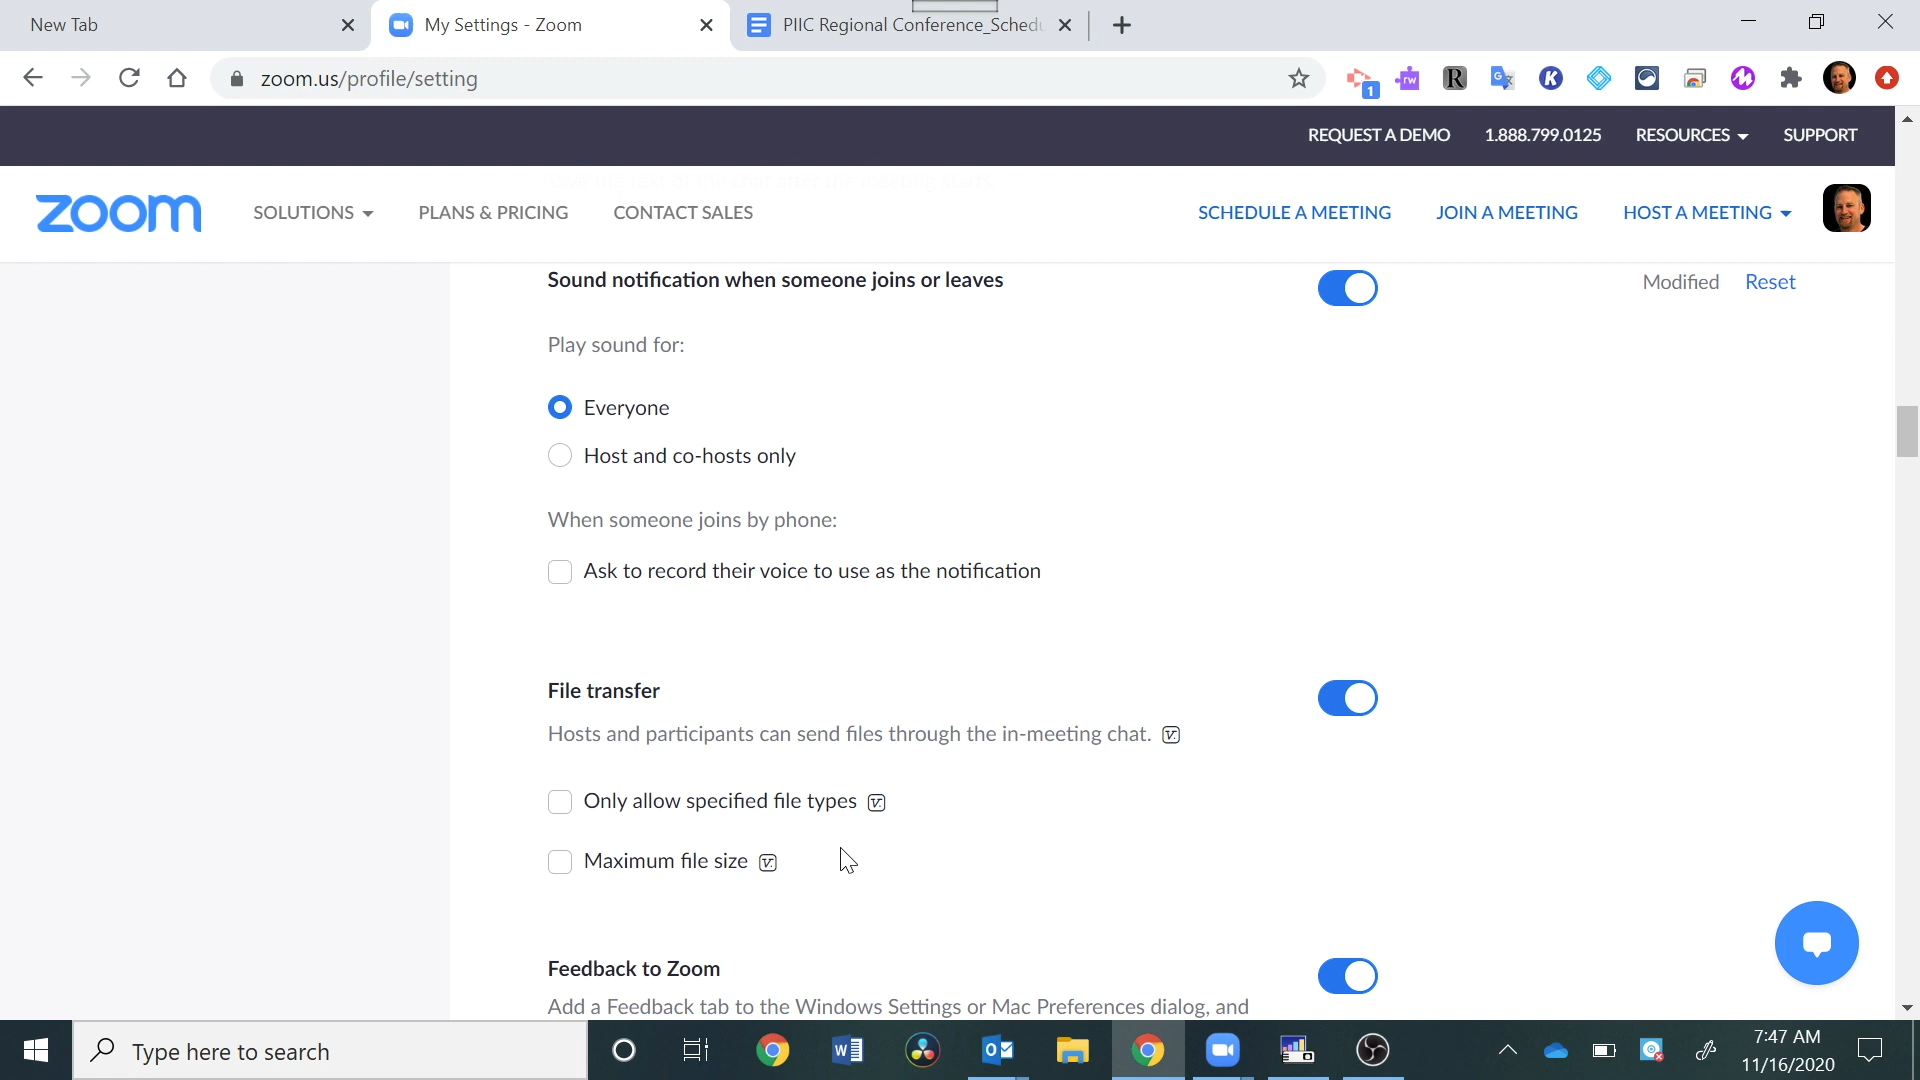 New Tab
My Settings - Zoom
PIIC Regional Conference_Schedu
zoom.us/profile/setting
rw
R
G
K
1
REQUEST A DEMO
1.888.799.0125
RESOURCES
SUPPORT
zoom
SOLUTIONS
PLANS & PRICING
CONTACT SALES
SCHEDULE A MEETING
JOIN A MEETING
HOST A MEETING
Sound notification when someone joins or leaves
Modified
Reset
Play sound for:
Everyone
Host and co-hosts only
When someone joins by phone:
Ask to record their voice to use as the notification
File transfer
Hosts and participants can send files through the in-meeting chat.
Only allow specified file types
Maximum file size
Feedback to Zoom
Add a Feedback tab to the Windows Settings or Mac Preferences dialog, and
Type here to search
7:47 AM
11/16/2020